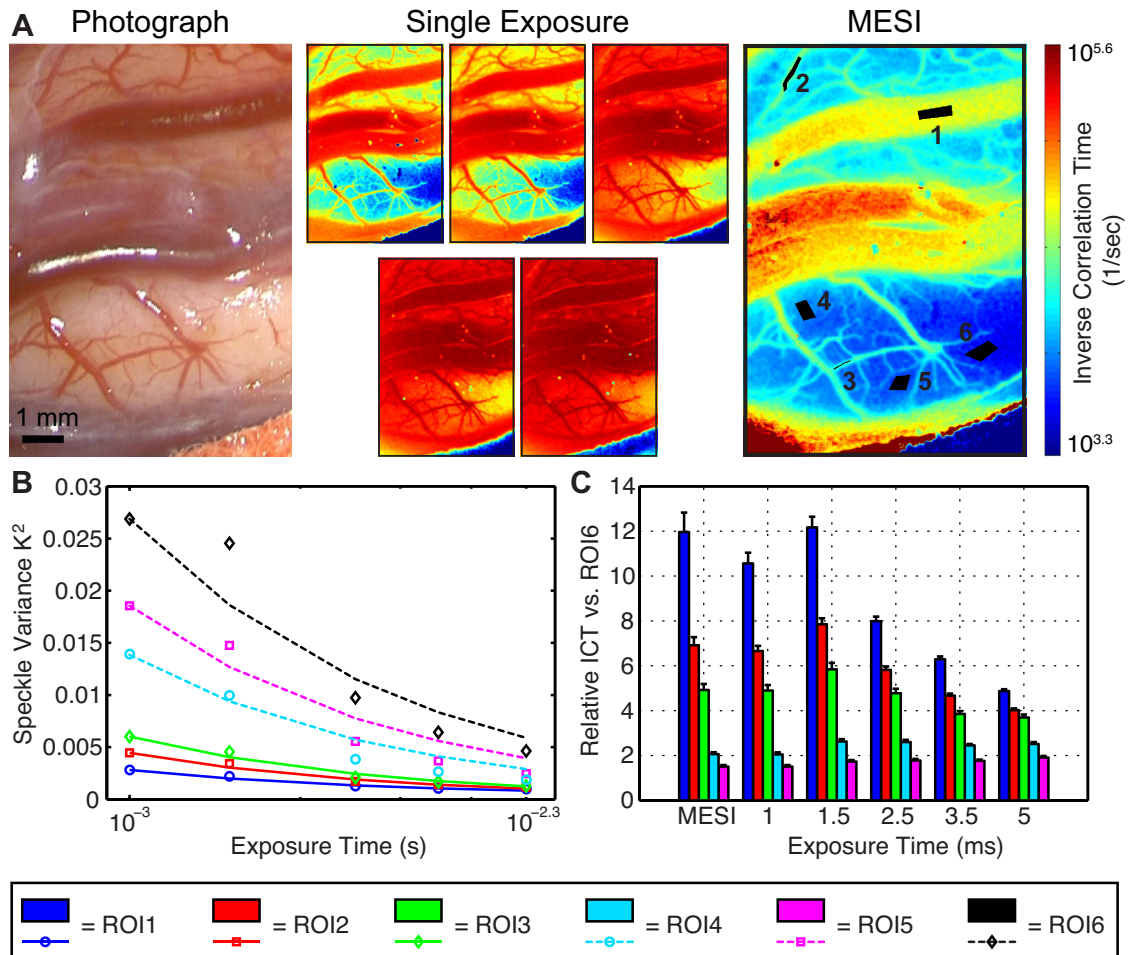 Photograph
Single Exposure
MESI
A
1 mm
2
1
4
6
3
5
10^5.6
Inverse Correlation Time
(1/sec)
10^3.3
B
Speckle Variance K^2
0.03
0.025
0.02
0.015
0.01
0.005
0
10^−3
10^−2.3
Exposure Time (s)
C
Relative ICT vs. ROI6
14
12
10
8
6
4
2
0
MESI
1
1.5
2.5
3.5
5
Exposure Time (ms)
= ROI1
= ROI2
= ROI3
= ROI4
= ROI5
= ROI6